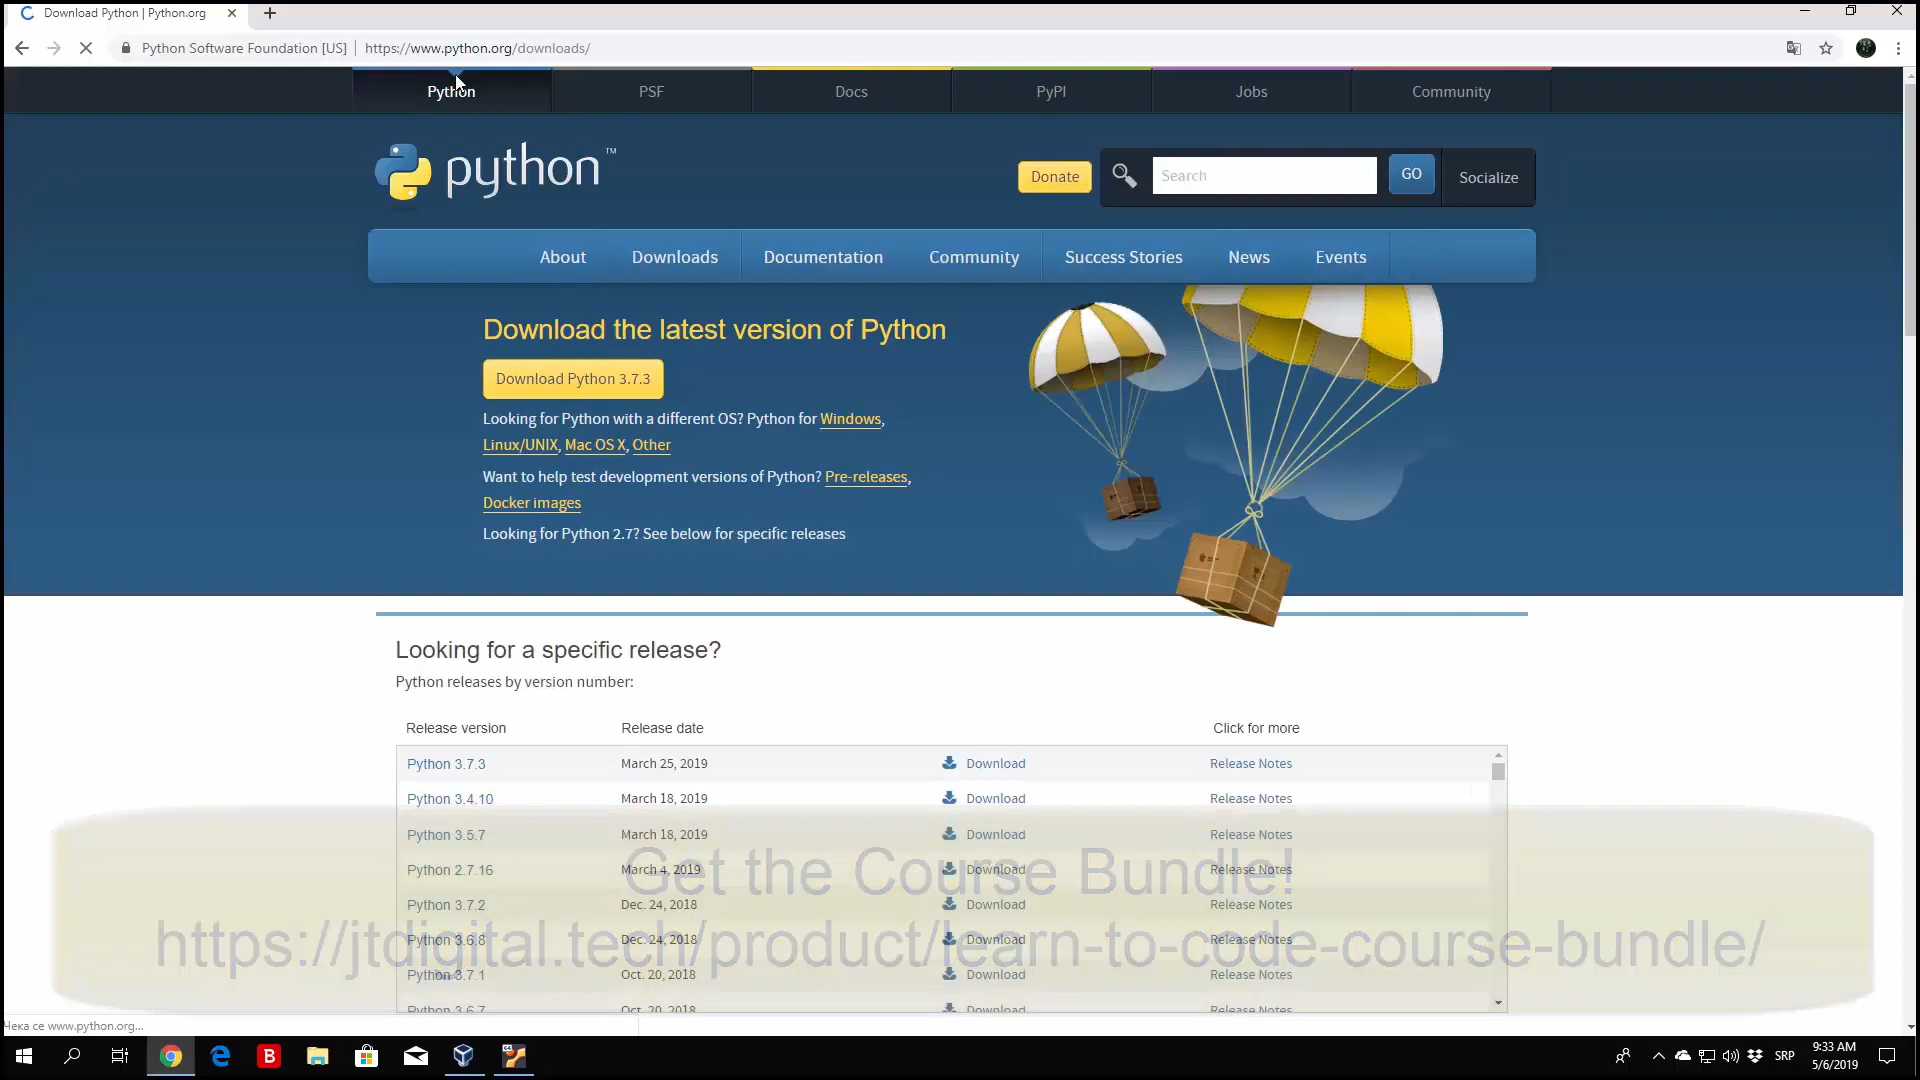 Download Python | Python.org
Python Software Foundation [US] https://www.python.org/downloads/
Python PSF Docs PyPI Jobs Community
python™
Donate Search GO Socialize
About Downloads Documentation Community Success Stories News Events
Download the latest version of Python
Download Python 3.7.3
Looking for Python with a different OS? Python for Windows,
Linux/UNIX, Mac OS X, Other
Want to help test development versions of Python? Pre-releases,
Docker images
Looking for Python 2.7? See below for specific releases
Looking for a specific release?
Python releases by version number:
Release version Release date Click for more
Python 3.7.3 March 25, 2019 Download Release Notes
Python 3.4.10 March 18, 2019 Download Release Notes
Python 3.5.7 March 18, 2019 Download Release Notes
Python 2.7.16 March 4, 2019 Download Release Notes
Get the Course Bundle!
Python 3.7.2 Dec. 24, 2018 Download Release Notes
Python 3.6.8 Dec. 24, 2018 Download Release Notes
https://jtdigital.tech/product/learn-to-code-course-bundle/
Python 3.7.1 Oct. 20, 2018 Download Release Notes
Python 3.6.7 Oct. 20, 2018 Download Release Notes
Чека се www.python.org...
SRP
9:33 AM
5/6/2019